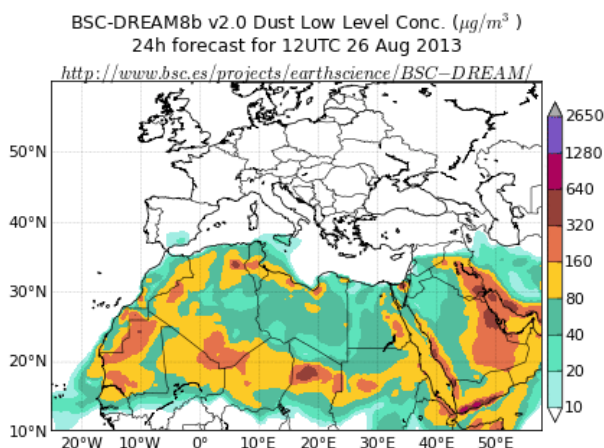 BSC-DREAM8b v2.0 Dust Low Level Conc. (μg/m³ )
24h forecast for 12UTC 26 Aug 2013
http://www.bsc.es/projects/earthscience/BSC−DREAM/
2650
50°N
1280
640
40°N
320
160
30°N
80
40
20°N
20
10
10°N
20°W 10°W 0° 10°E 20°E 30°E 40°E 50°E